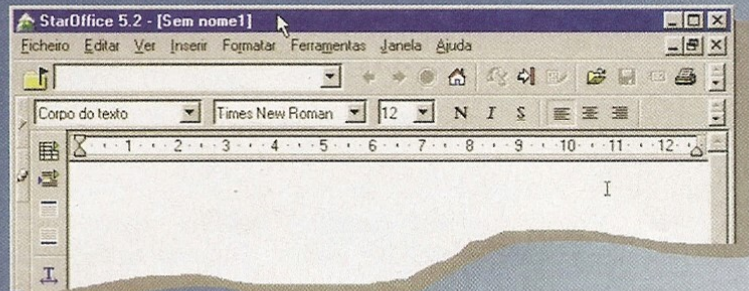 StarOffice 5.2 - [Sem nome1]
Ficheiro Editar Ver Inserir Formatar Ferramentas Janela Ajuda
Corpo do texto Times New Roman 12 N I S
1 2 3 4 5 6 7 8 9 10 11 12